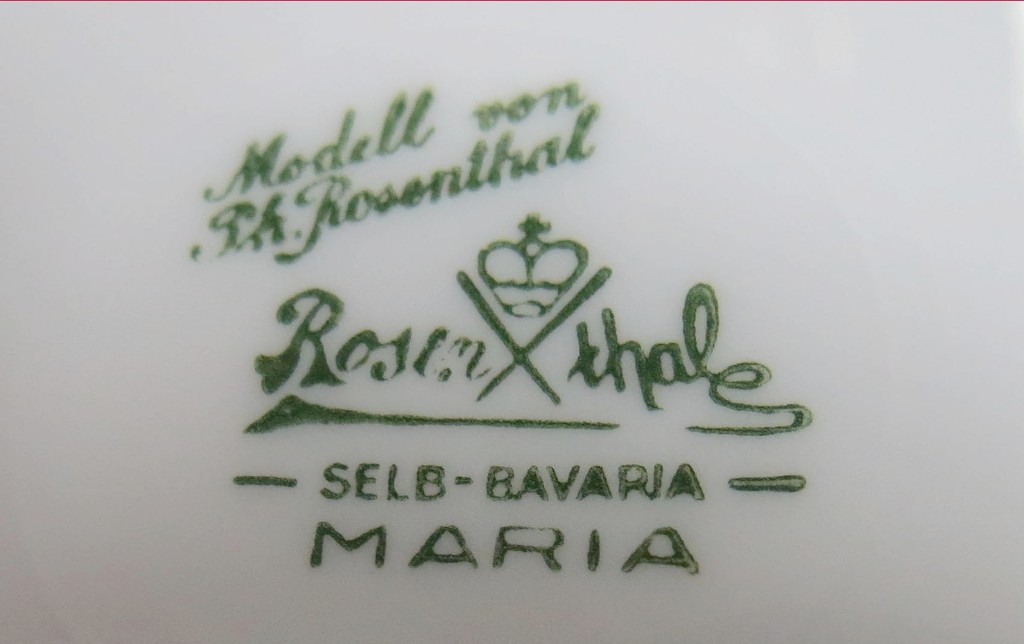 Modell von
Ph. Rosenthal
Rosenthal
SELB-BAVARIA
MARIA